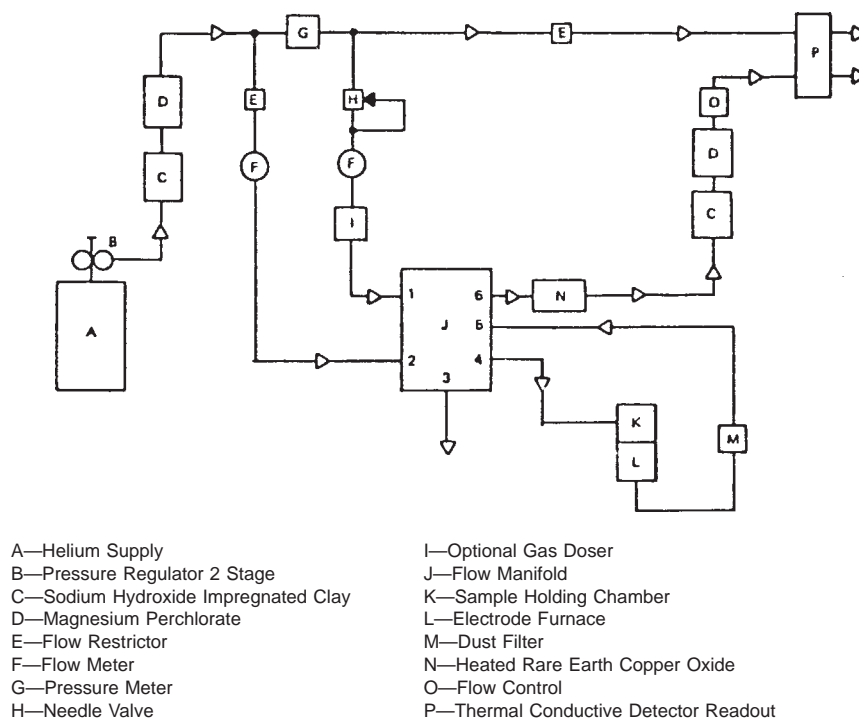 G
E
P
E
H
O
D
D
F
F
C
C
I
B
1
6
N
A
J
5
2
4
3
K
M
L
A—Helium Supply
B—Pressure Regulator 2 Stage
C—Sodium Hydroxide Impregnated Clay
D—Magnesium Perchlorate
E—Flow Restrictor
F—Flow Meter
G—Pressure Meter
H—Needle Valve
I—Optional Gas Doser
J—Flow Manifold
K—Sample Holding Chamber
L—Electrode Furnace
M—Dust Filter
N—Heated Rare Earth Copper Oxide
O—Flow Control
P—Thermal Conductive Detector Readout